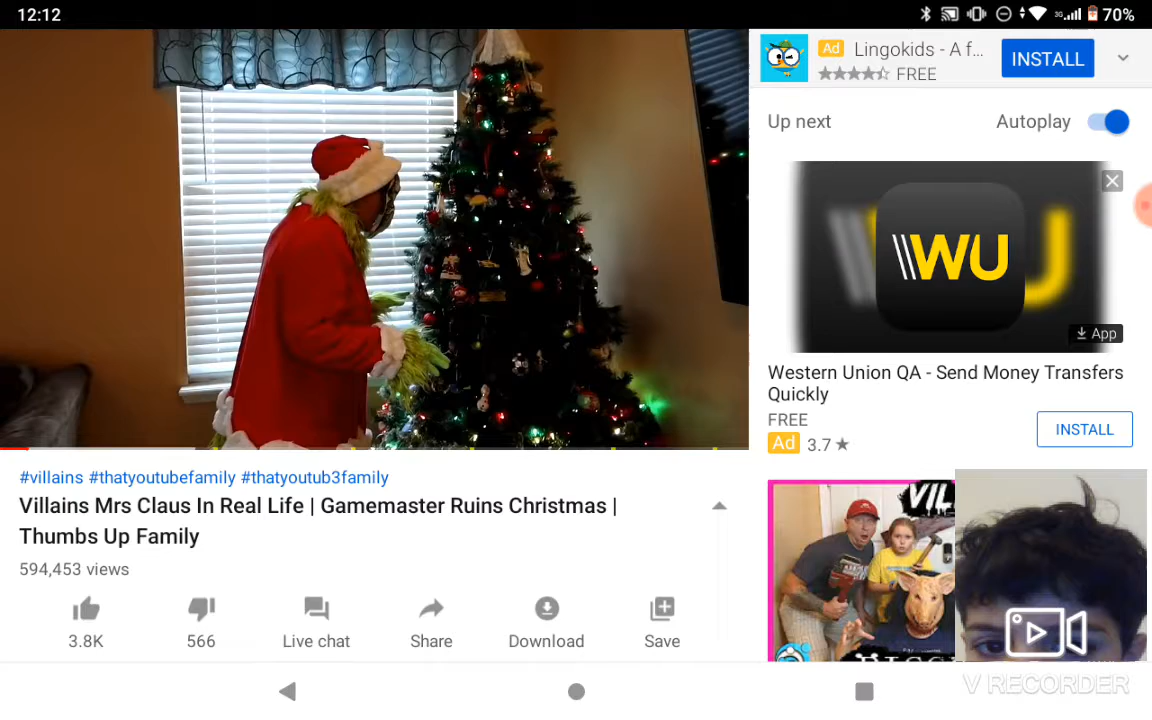 12:12
3G 70%
Ad Lingokids - A f...
FREE
INSTALL
Up next
Autoplay
WU
App
Western Union QA - Send Money Transfers
Quickly
FREE
Ad 3.7 ★
INSTALL
#villains #thatyoutubefamily #thatyoutub3family
Villains Mrs Claus In Real Life | Gamemaster Ruins Christmas |
Thumbs Up Family
594,453 views
3.8K
566
Live chat
Share
Download
Save
VIL
V RECORDER